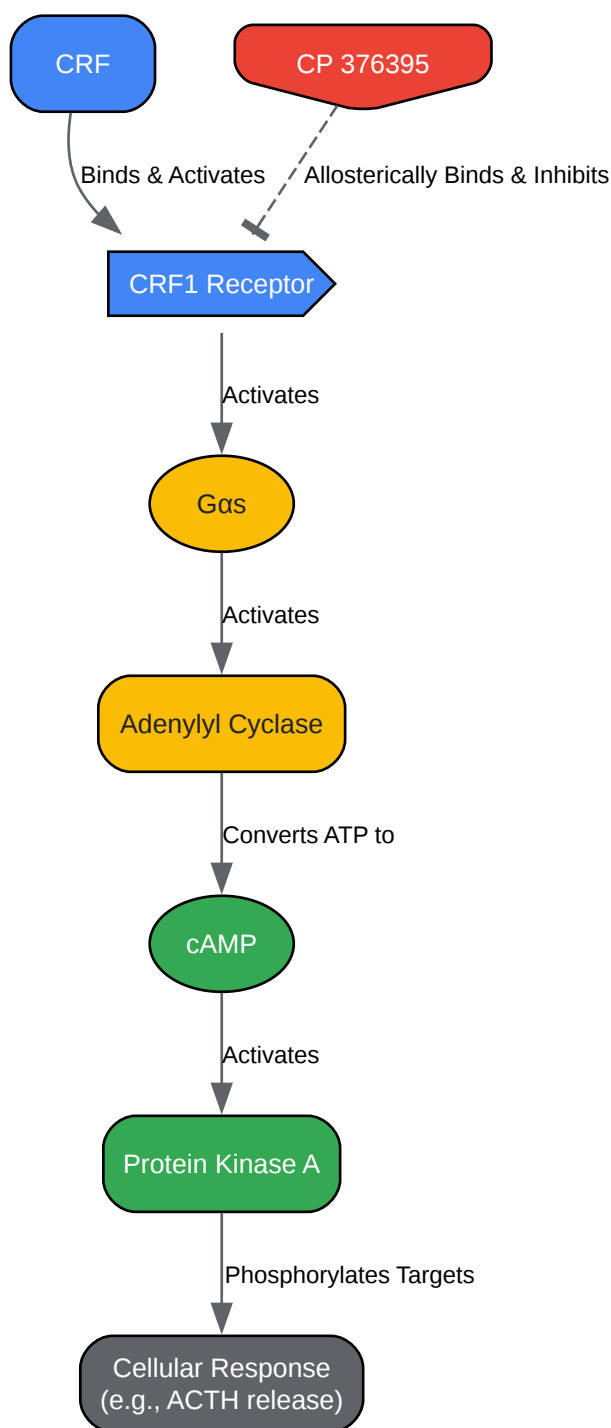 CRF
CP 376395
Binds & Activates
Allosterically Binds & Inhibits
CRF1 Receptor
Activates
Gαs
Activates
Adenylyl Cyclase
Converts ATP to
cAMP
Activates
Protein Kinase A
Phosphorylates Targets
Cellular Response
(e.g., ACTH release)